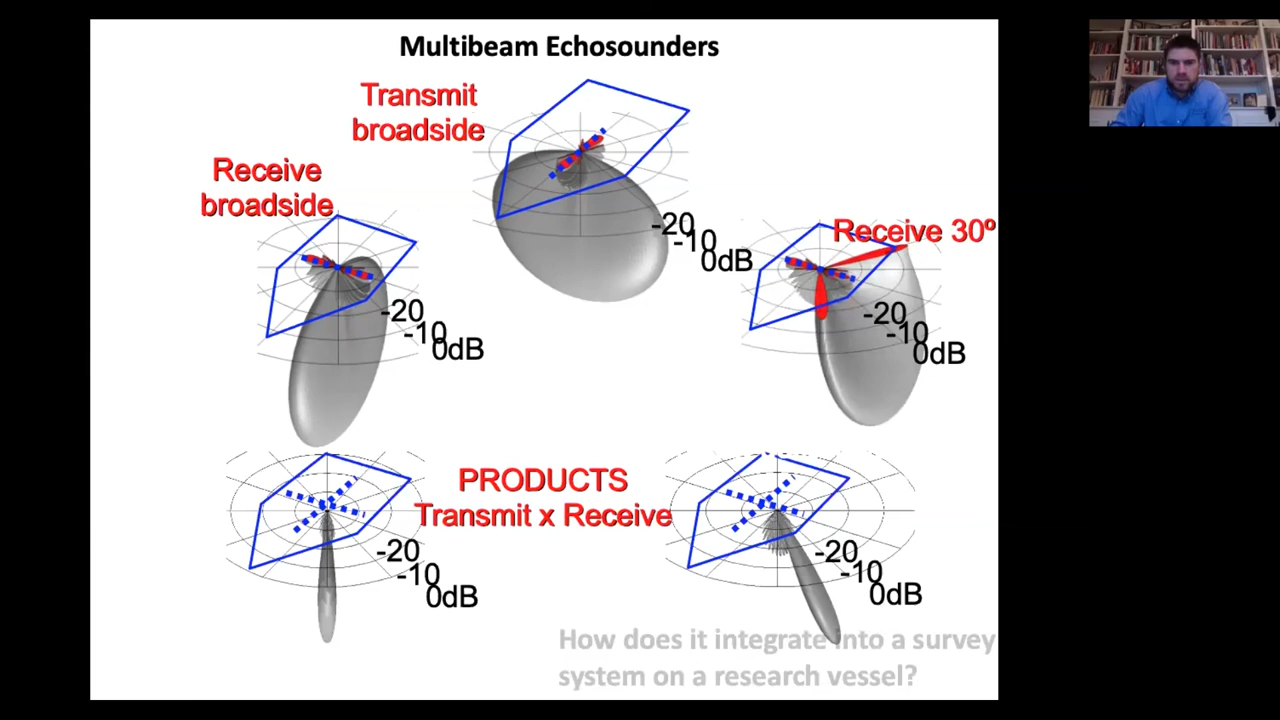 Multibeam Echosounders
Transmit
broadside
-20
-10
0dB
Receive
broadside
-20
-10
0dB
Receive 30º
-20
-10
0dB
PRODUCTS
Transmit x Receive
-20
-10
0dB
-20
-10
0dB
How does it integrate into a survey
system on a research vessel?